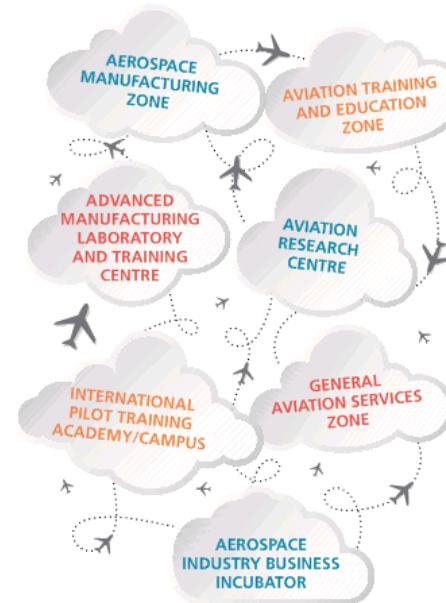 AEROSPACE
MANUFACTURING
ZONE
AVIATION TRAINING
AND EDUCATION
ZONE
ADVANCED
MANUFACTURING
LABORATORY
AND TRAINING
CENTRE
AVIATION
RESEARCH
CENTRE
INTERNATIONAL
PILOT TRAINING
ACADEMY/CAMPUS
GENERAL
AVIATION SERVICES
ZONE
AEROSPACE
INDUSTRY BUSINESS
INCUBATOR